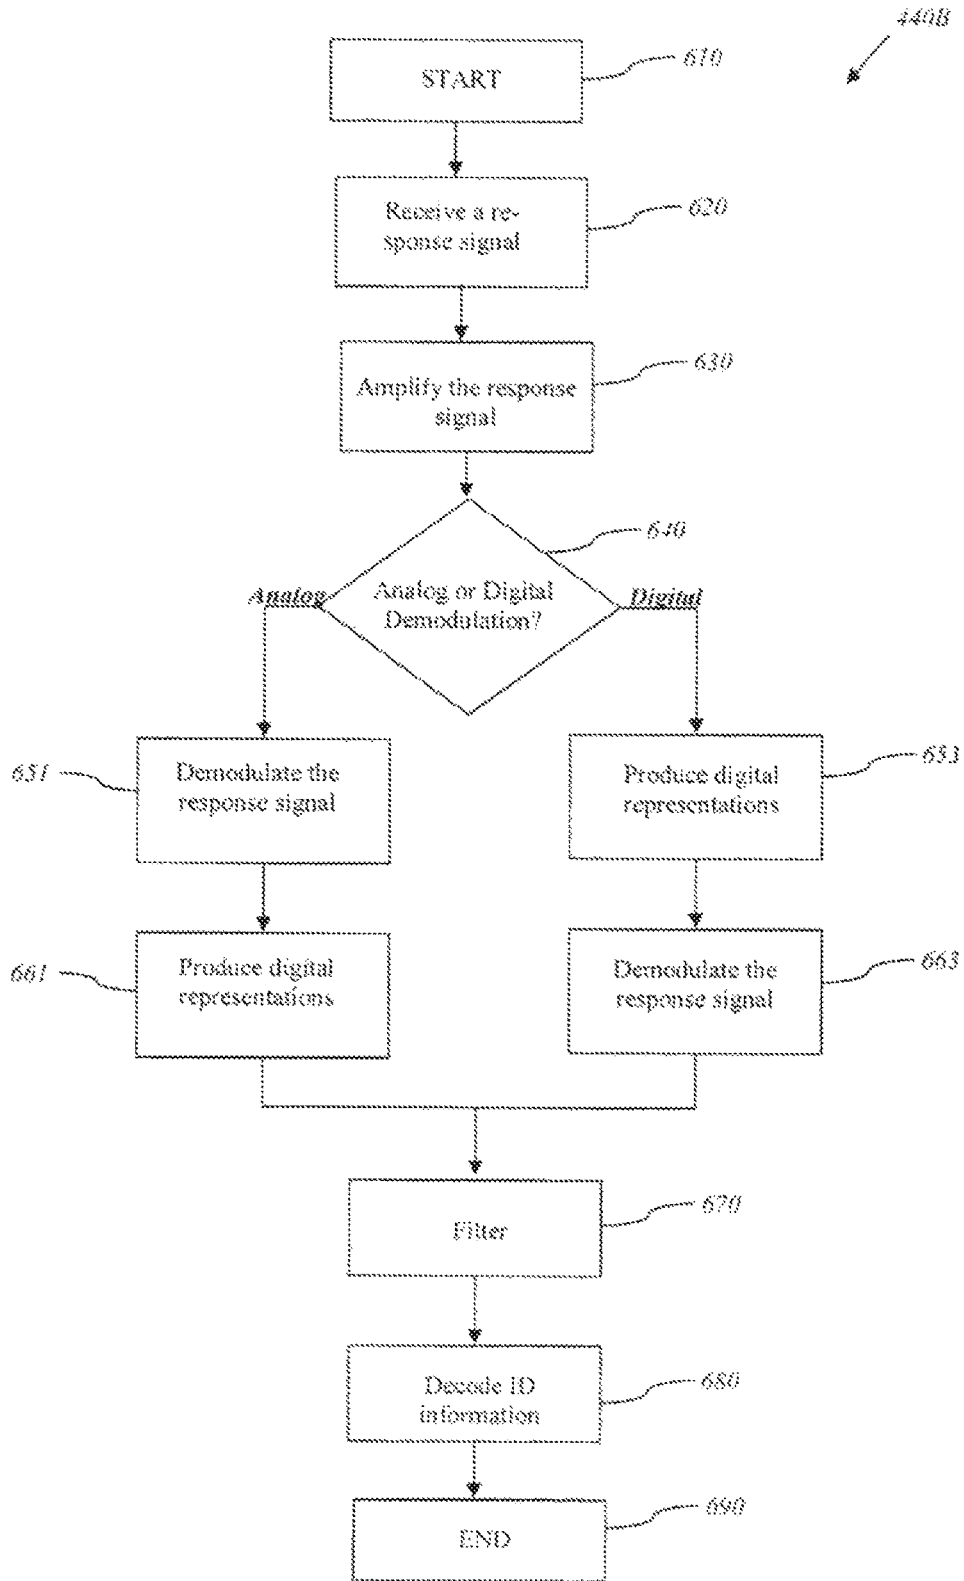 440B
START
610
Receive a re-
sponse signal
620
Amplify the response
signal
630
640
Analog or Digital
Demodulation?
Analog
Digital
651
Demodulate the
response signal
Produce digital
representations
653
661
Produce digital
representations
Demodulate the
response signal
663
Filter
670
Decode ID
information
680
END
690